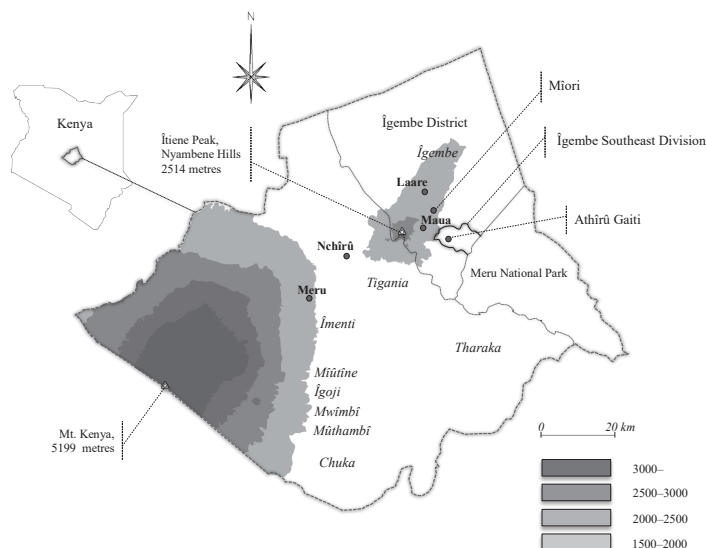 N
Kenya
Îtiene Peak,
Nyambene Hills
2514 metres
Îgembe District
Mîori
Îgembe
Îgembe Southeast Division
Laare
Maua
Athîrû Gaiti
Nchîrû
Meru National Park
Tigania
Meru
Îmenti
Tharaka
Mîûtîne
Îgoji
Mwîmbî
Mûthambî
Chuka
Mt. Kenya,
5199 metres
0 20 km
3000–
2500–3000
2000–2500
1500–2000